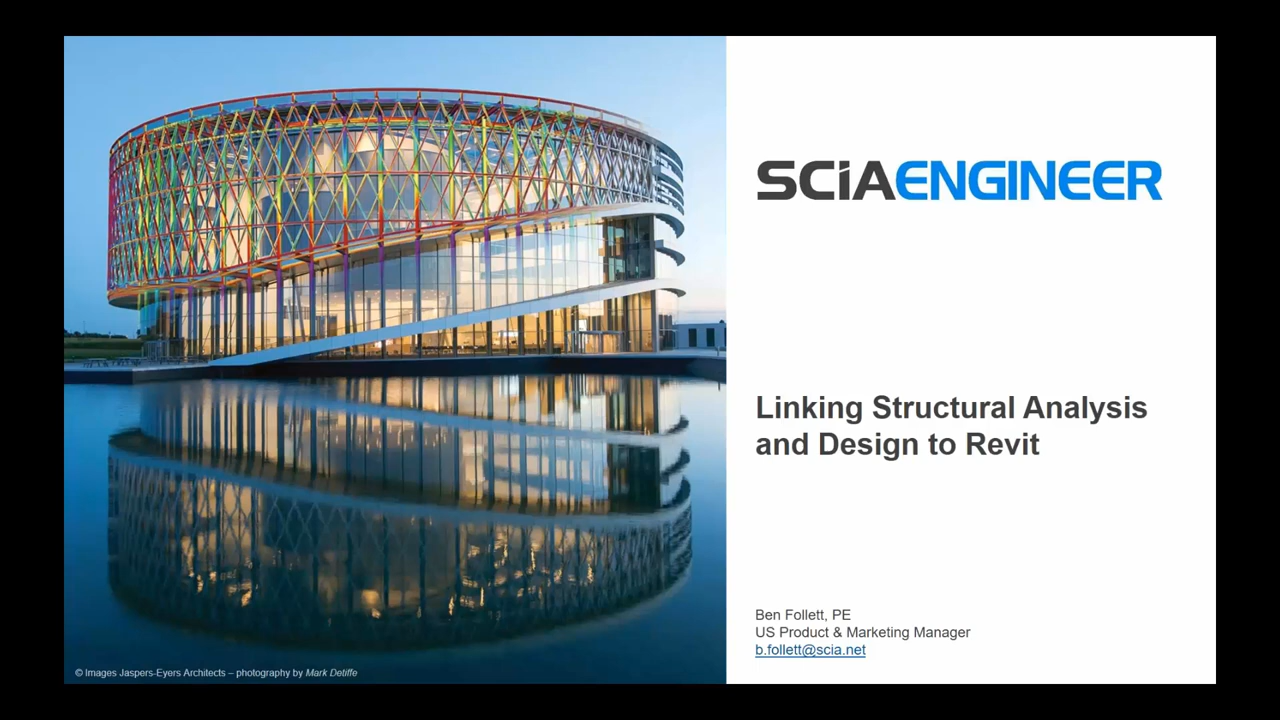 SCiAENGINEER
Linking Structural Analysis
and Design to Revit
Ben Follett, PE
US Product & Marketing Manager
b.follett@scia.net
© Images Jaspers-Eyers Architects – photography by Mark Detiffe